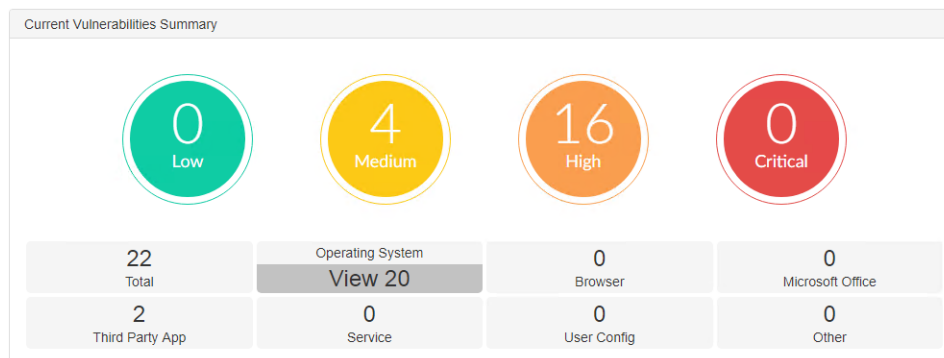 Current Vulnerabilities Summary
0
Low
4
Medium
16
High
0
Critical
22
Total
Operating System
View 20
0
Browser
0
Microsoft Office
2
Third Party App
0
Service
0
User Config
0
Other